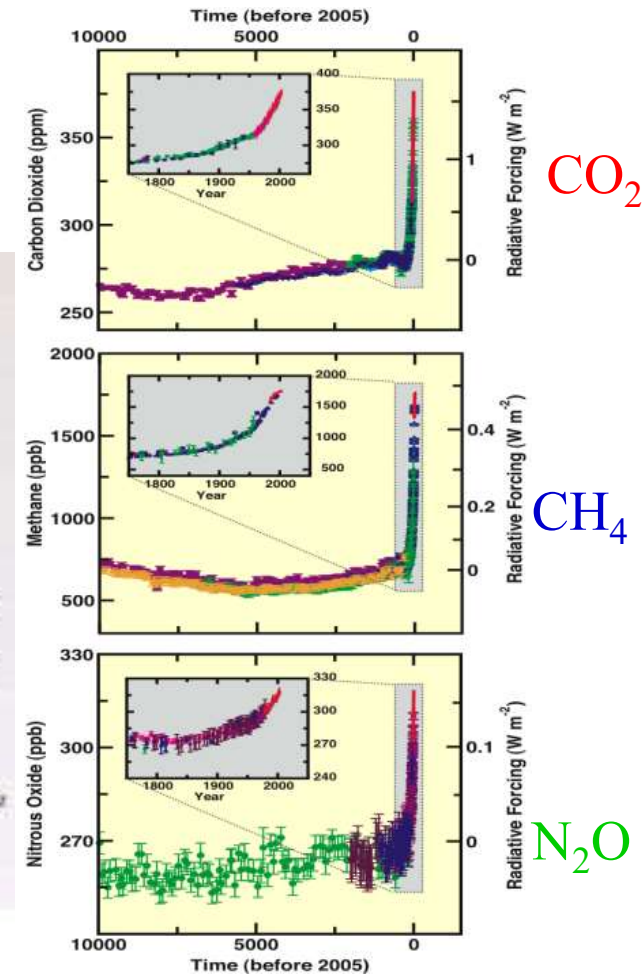 Time (before 2005)
10000 5000 0
Carbon Dioxide (ppm)
350
300
250
400
300
200
1800 1900 2000
Year
1
0
Radiative Forcing (W m-2)
CO2
Methane (ppb)
2000
1500
1000
500
2000
1500
1000
500
1800 1900 2000
Year
0.4
0.2
0
Radiative Forcing (W m-2)
CH4
Nitrous Oxide (ppb)
330
300
270
330
300
270
240
1800 1900 2000
Year
0.1
0
Radiative Forcing (W m-2)
N2O
10000 5000 0
Time (before 2005)